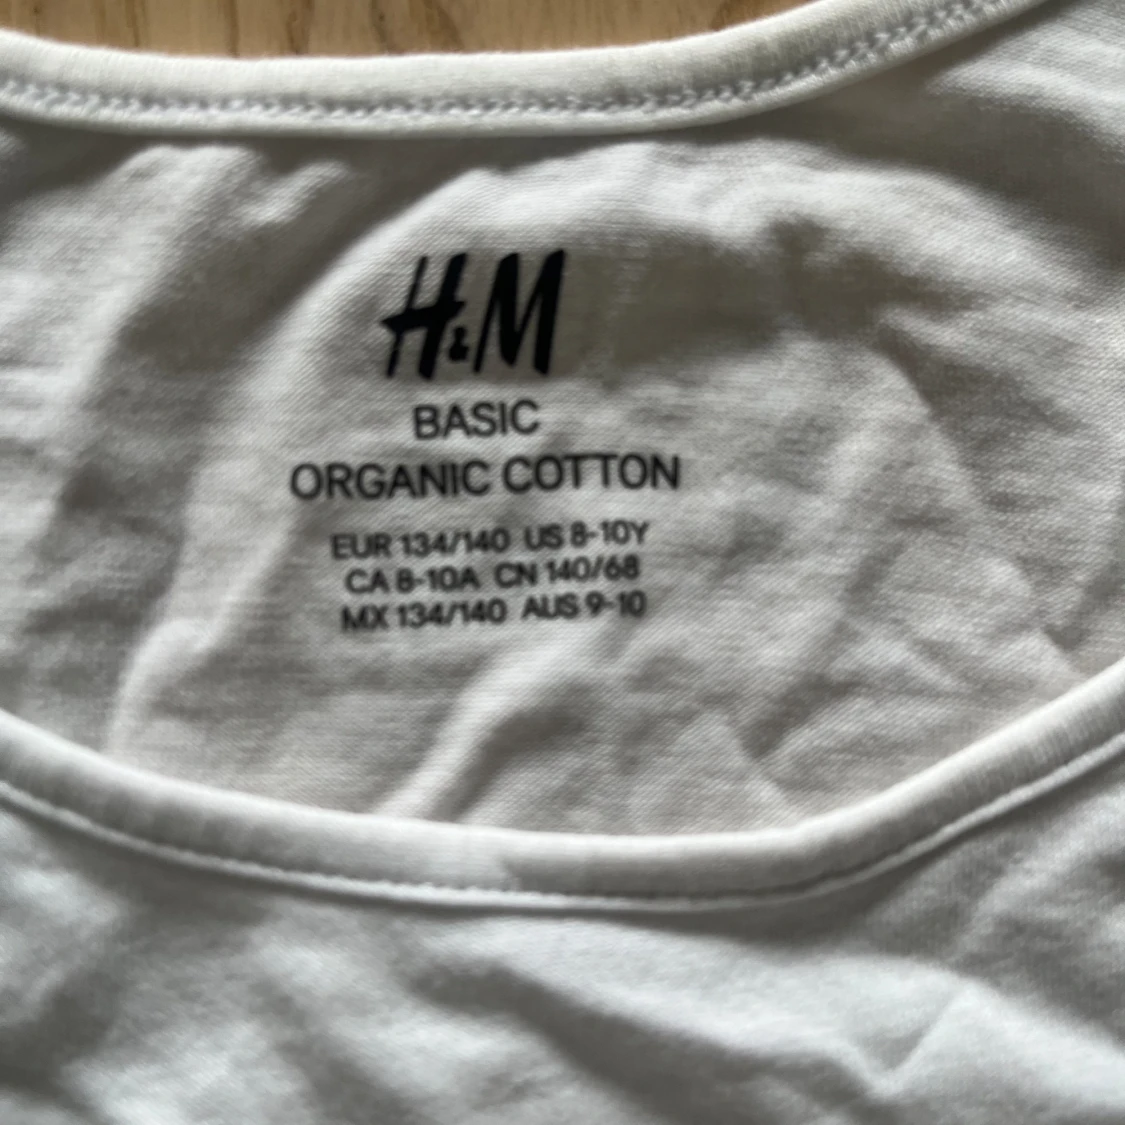 H&M
BASIC
ORGANIC COTTON
EUR 134/140 US 8-10Y
CA 8-10A CN 140/68
MX 134/140 AUS 9-10